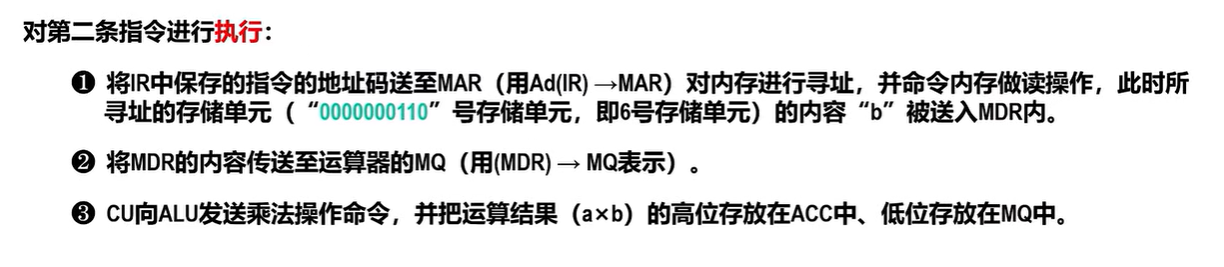 对第二条指令进行执行：
❶ 将IR中保存的指令的地址码送至MAR（用Ad(IR) →MAR）对内存进行寻址，并命令内存做读操作，此时所
寻址的存储单元（“0000000110”号存储单元，即6号存储单元）的内容“b”被送入MDR内。
❷ 将MDR的内容传送至运算器的MQ（用(MDR) → MQ表示）。
❸ CU向ALU发送乘法操作命令，并把运算结果（a×b）的高位存放在ACC中、低位存放在MQ中。